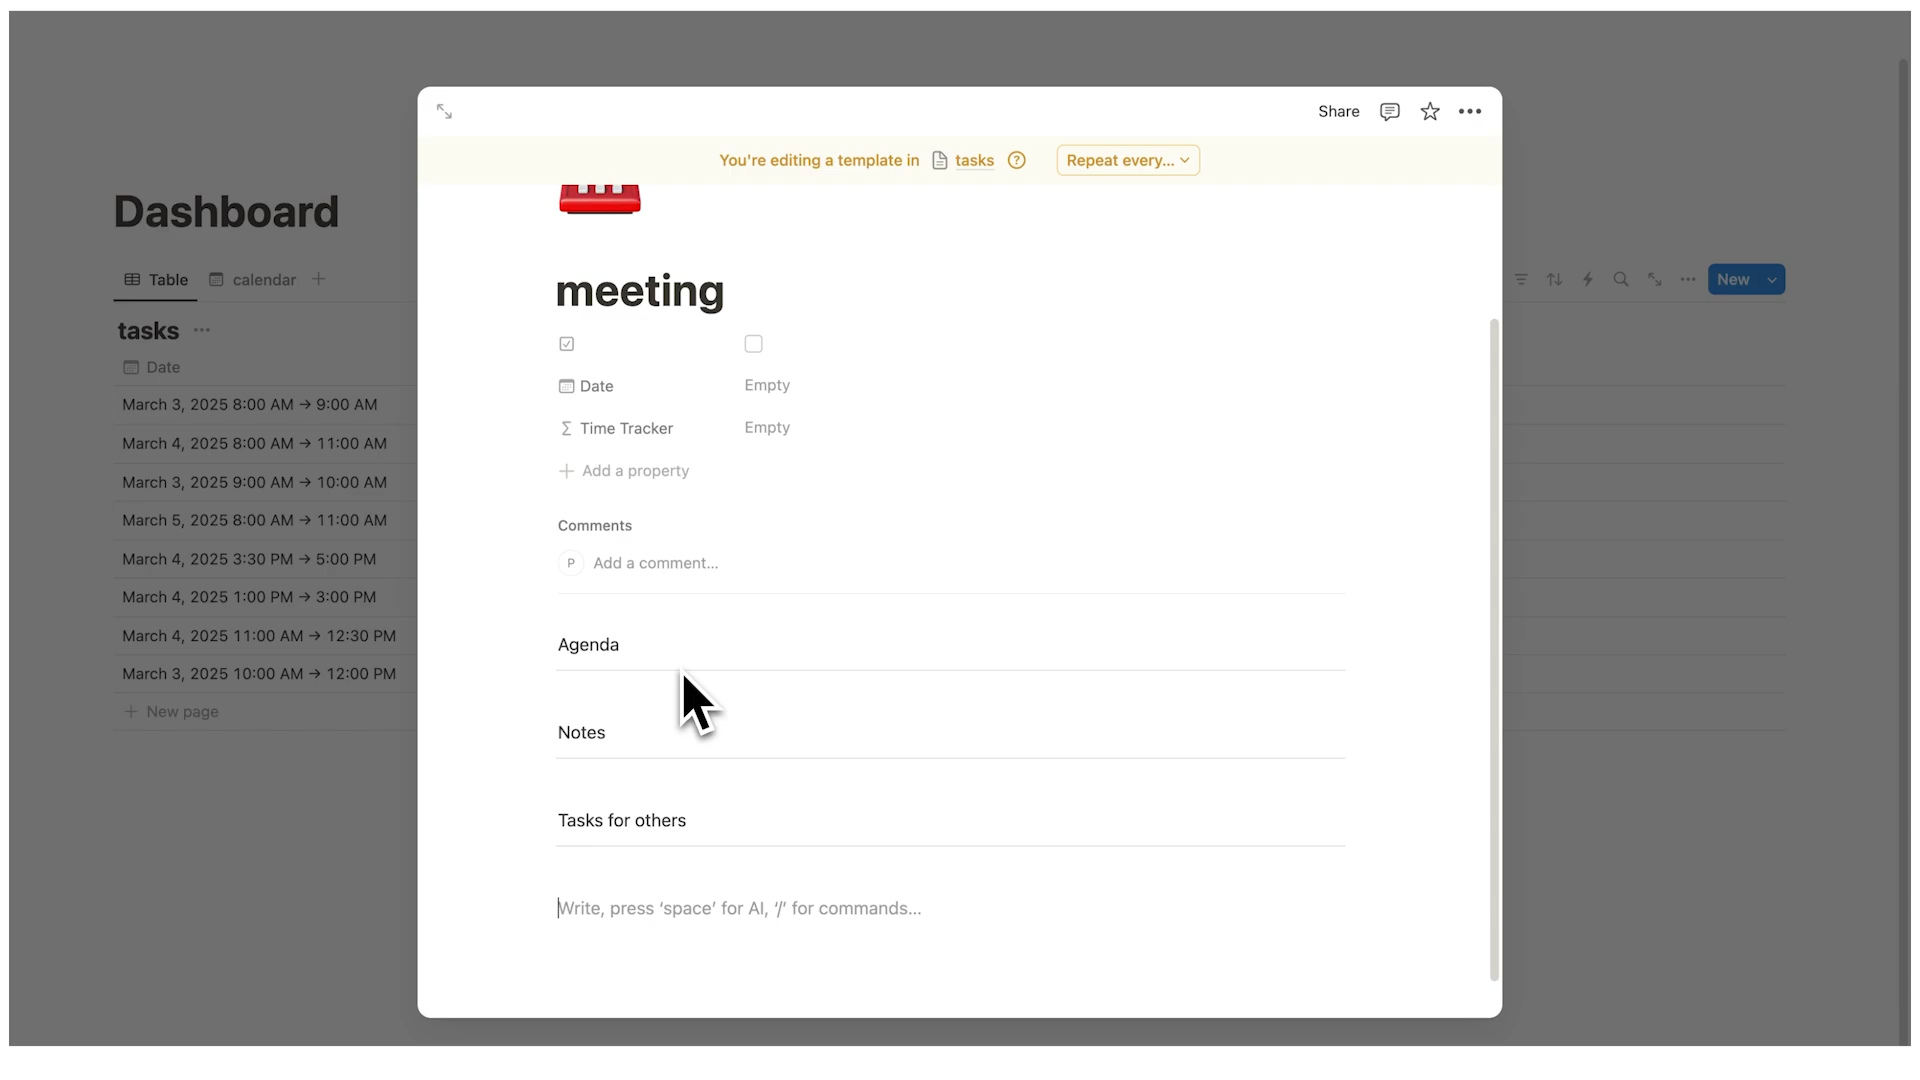 Share
You're editing a template in tasks ? Repeat every...
Dashboard
Table calendar
New
tasks
Date
March 3, 2025 8:00 AM → 9:00 AM
March 4, 2025 8:00 AM → 11:00 AM
March 3, 2025 9:00 AM → 10:00 AM
March 5, 2025 8:00 AM → 11:00 AM
March 4, 2025 3:30 PM → 5:00 PM
March 4, 2025 1:00 PM → 3:00 PM
March 4, 2025 11:00 AM → 12:30 PM
March 3, 2025 10:00 AM → 12:00 PM
+ New page
meeting
Date Empty
Σ Time Tracker Empty
+ Add a property
Comments
P Add a comment...
Agenda
Notes
Tasks for others
Write, press ‘space’ for AI, ‘/’ for commands...